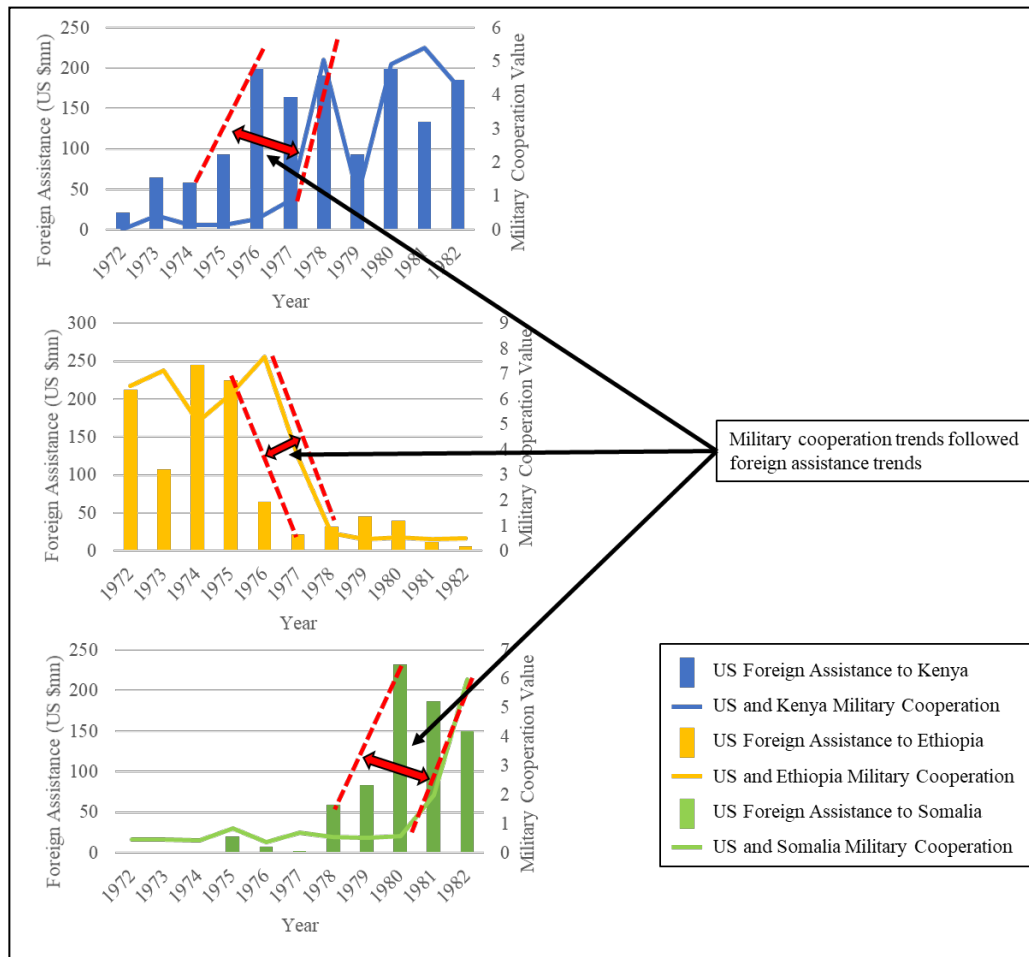 250
200
150
100
50
0
Foreign Assistance (US $mn)
6
5
4
3
2
1
0
Military Cooperation Value
1972 1973 1974 1975 1976 1977 1978 1979 1980 1981 1982
Year
300
250
200
150
100
50
0
Foreign Assistance (US $mn)
9
8
7
6
5
4
3
2
1
0
Military Cooperation Value
1972 1973 1974 1975 1976 1977 1978 1979 1980 1981 1982
Year
Military cooperation trends followed
foreign assistance trends
250
200
150
100
50
0
Foreign Assistance (US $mn)
7
6
5
4
3
2
1
0
Military Cooperation Value
1972 1973 1974 1975 1976 1977 1978 1979 1980 1981 1982
Year
US Foreign Assistance to Kenya
US and Kenya Military Cooperation
US Foreign Assistance to Ethiopia
US and Ethiopia Military Cooperation
US Foreign Assistance to Somalia
US and Somalia Military Cooperation